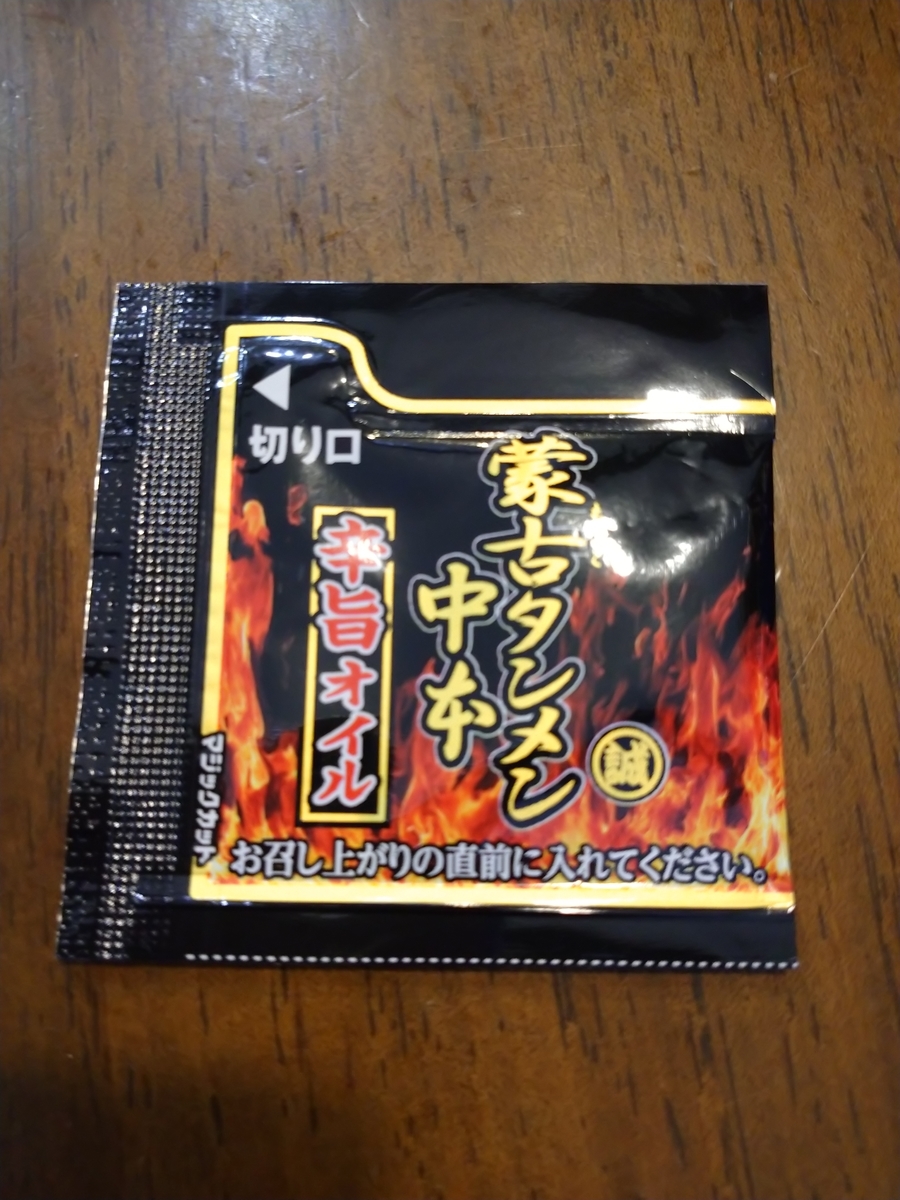 切り口
蒙古タンメン
中本
誠
辛旨オイル
マジックカット
お召し上がりの直前に入れてください。